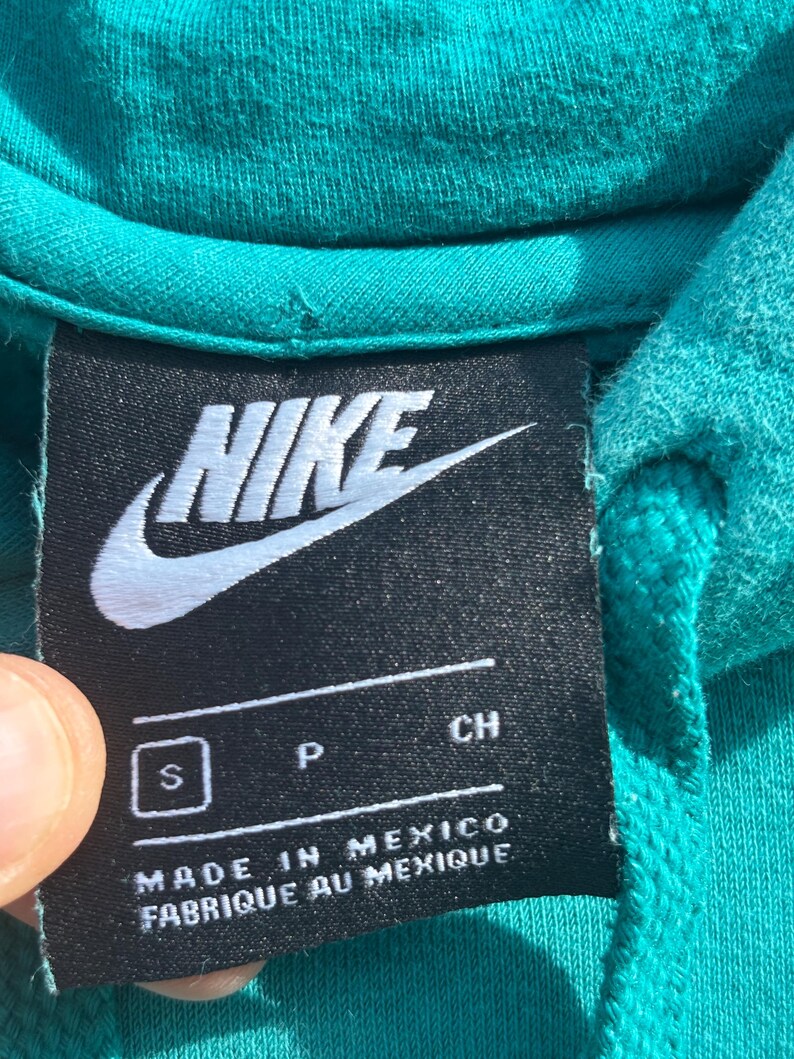 NIKE
S P CH
MADE IN MEXICO
FABRIQUE AU MEXIQUE